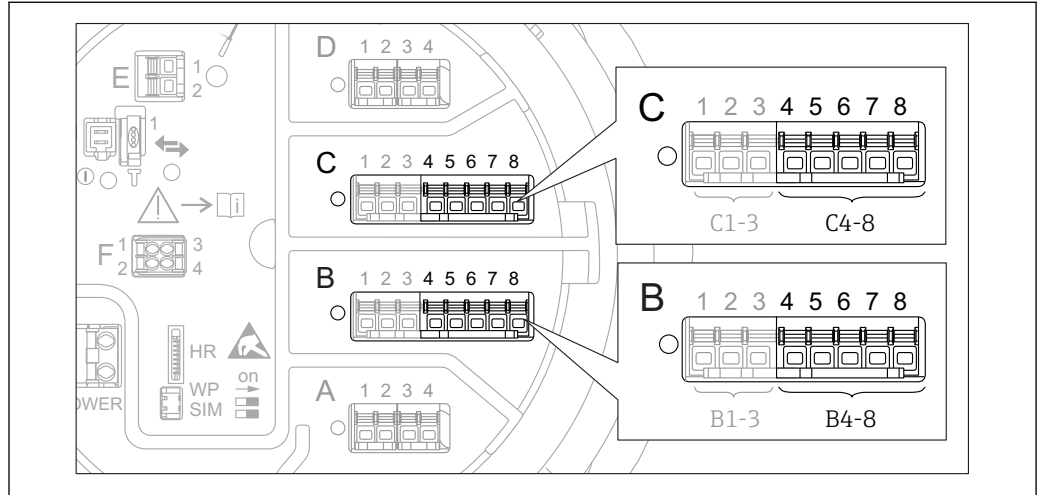 D 1 2 3 4
E 1
2
1
C 1 2 3 4 5 6 7 8
i
F 1 3
2 4
B 1 2 3 4 5 6 7 8
HR
WP on
SIM
OWER
A 1 2 3 4
C 1 2 3 4 5 6 7 8
C1-3 C4-8
B 1 2 3 4 5 6 7 8
B1-3 B4-8